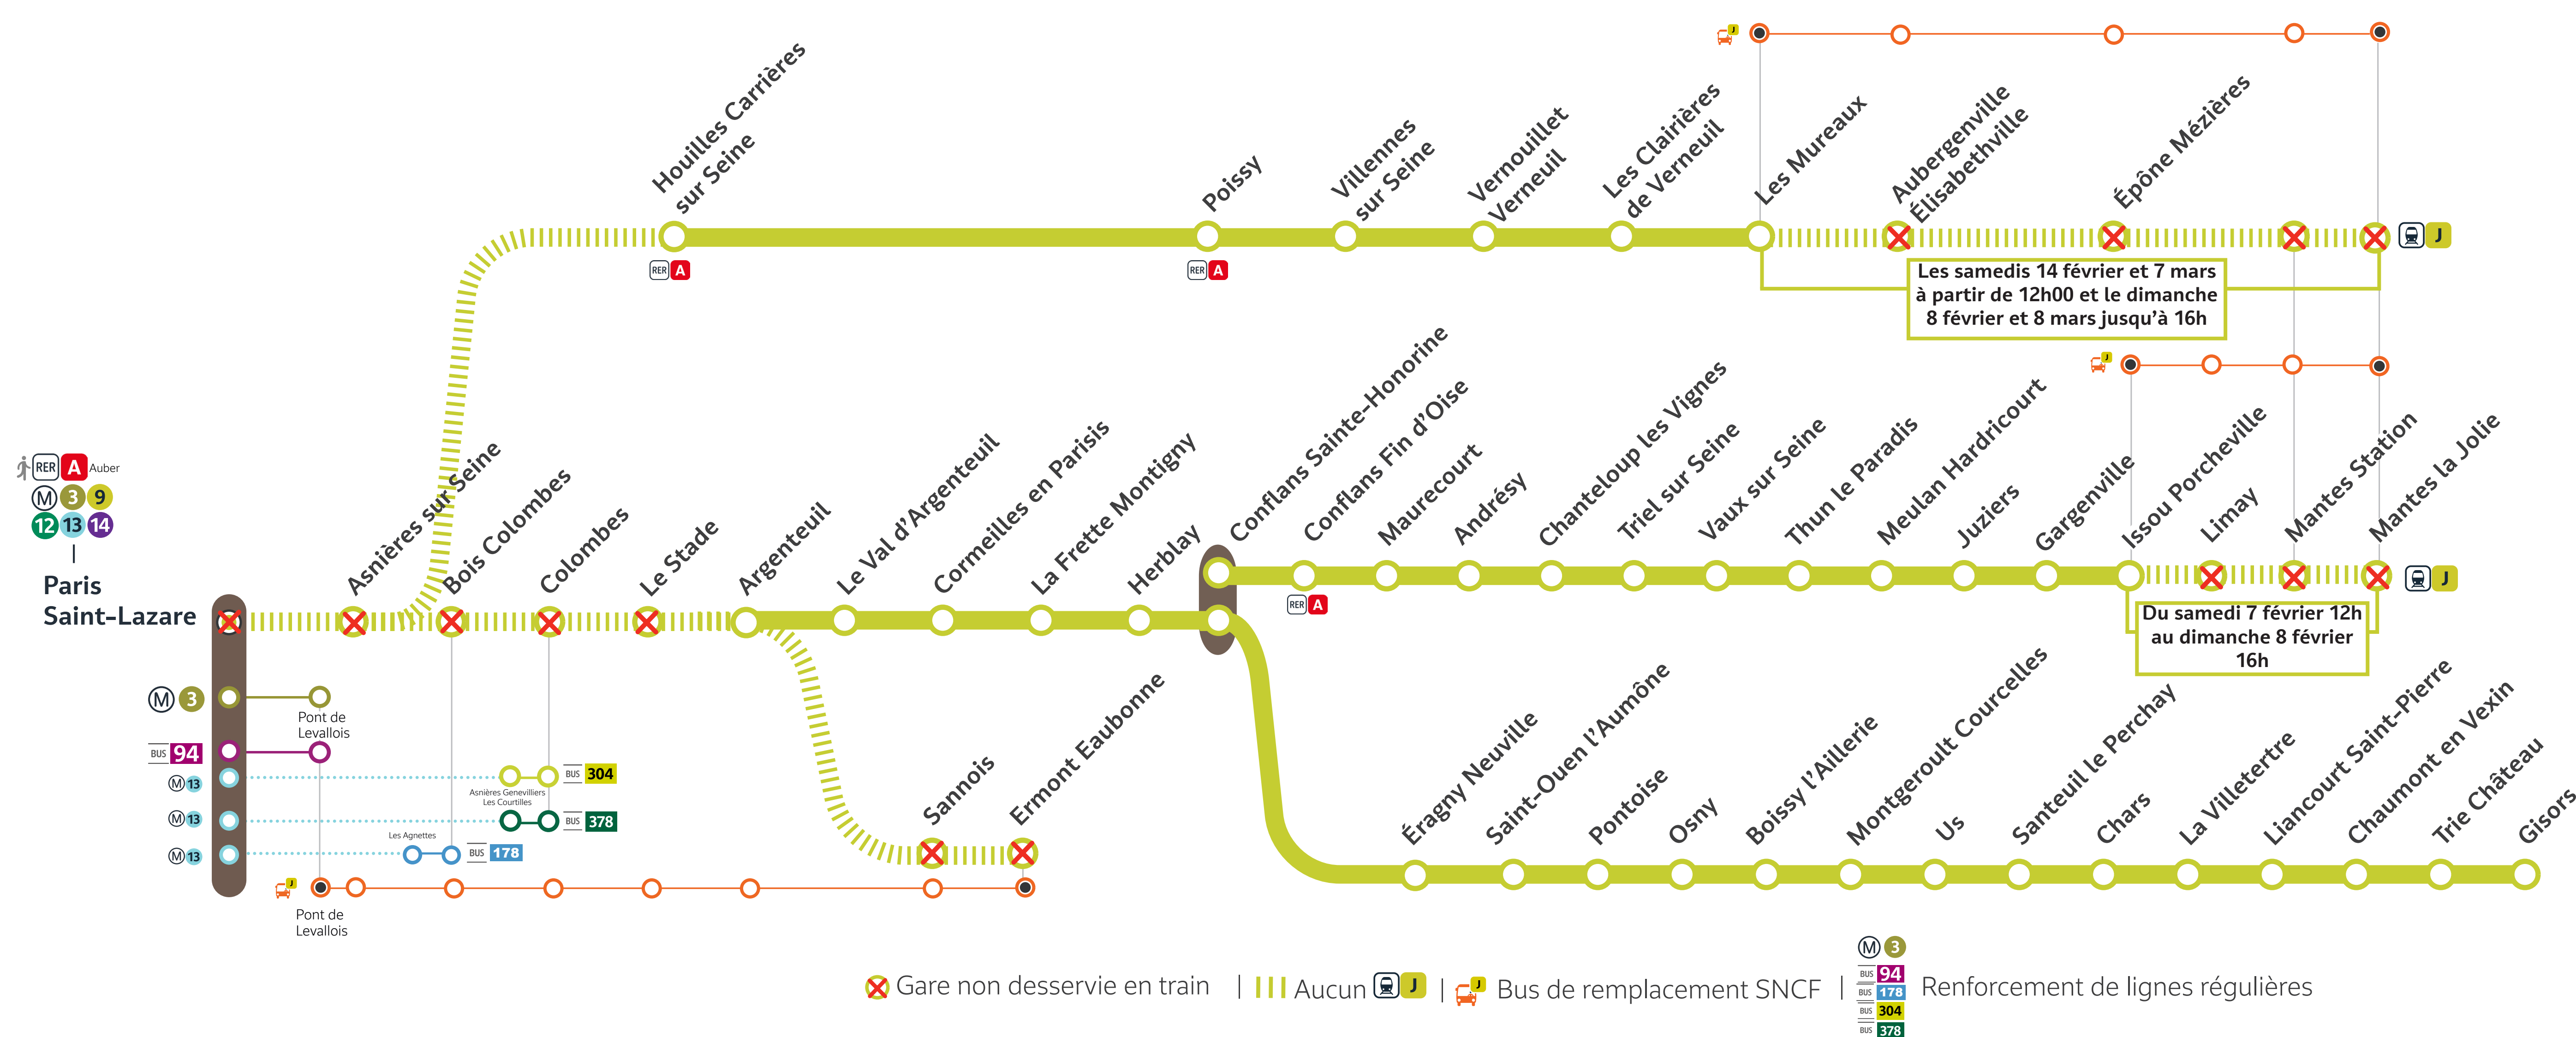 J
Houilles Carrières
sur Seine
Poissy
Villennes
sur Seine
Vernouillet
Verneuil
Les Clairières
de Verneuil
Les Mureaux
Aubergenville
Élisabethville
Épône Mézières
J
RER A
RER A
Les samedis 14 février et 7 mars
à partir de 12h00 et le dimanche
8 février et 8 mars jusqu'à 16h
J
RER A Auber
M 3 9
12 13 14
Paris
Saint-Lazare
Asnières sur Seine
Bois Colombes
Colombes
Le Stade
Argenteuil
Le Val d'Argenteuil
Cormeilles en Parisis
La Frette Montigny
Herblay
Conflans Sainte-Honorine
Conflans Fin d'Oise
Maurecourt
Andrésy
Chanteloup les Vignes
Triel sur Seine
Vaux sur Seine
Thun le Paradis
Meulan Hardricourt
Juziers
Gargenville
Issou Porcheville
Limay
Mantes Station
Mantes la Jolie
J
RER A
Du samedi 7 février 12h
au dimanche 8 février
16h
M 3
Pont de
Levallois
BUS 94
M 13
BUS 304
Asnières Genevilliers
Les Courtilles
M 13
BUS 378
Les Agnettes
M 13
BUS 178
J
Pont de
Levallois
Sannois
Ermont Eaubonne
Éragny Neuville
Saint-Ouen l'Aumône
Pontoise
Osny
Boissy l'Aillerie
Montgeroult Courcelles
Us
Santeuil le Perchay
Chars
La Villetertre
Liancourt Saint-Pierre
Chaumont en Vexin
Trie Château
Gisors
Gare non desservie en train
Aucun J
J Bus de remplacement SNCF
M 3
BUS 94
BUS 178
BUS 304
BUS 378
Renforcement de lignes régulières